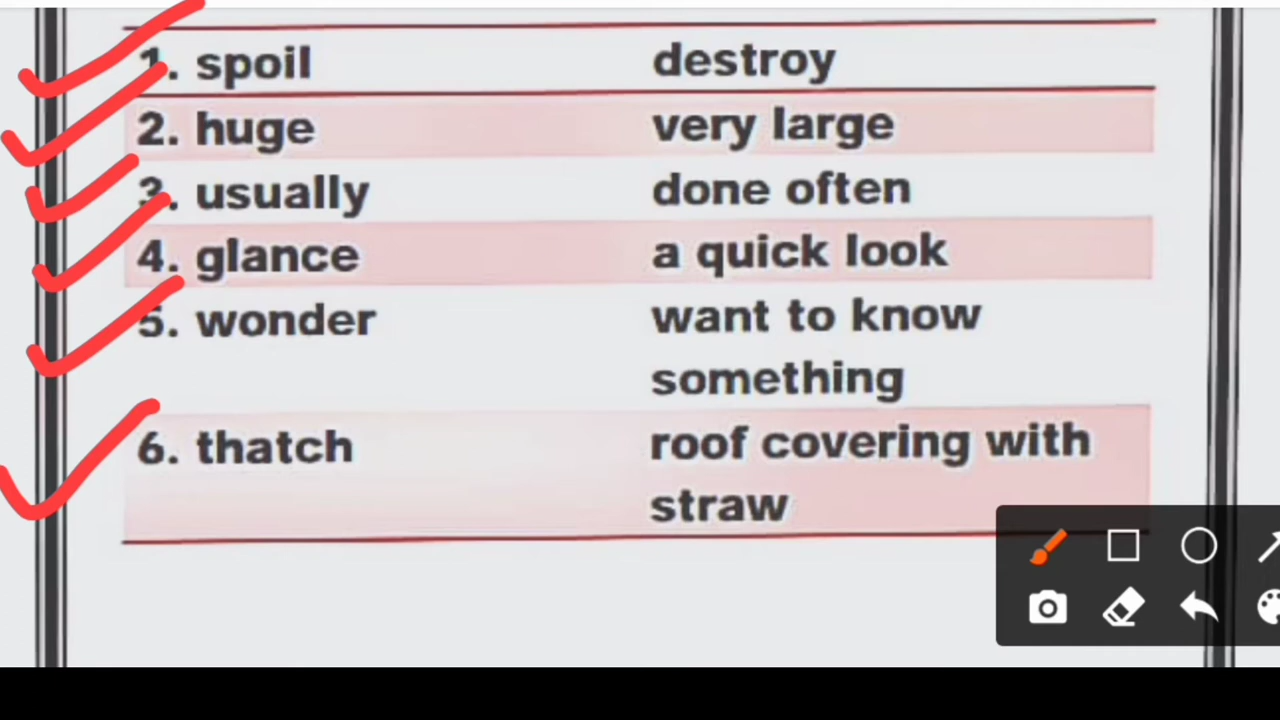 1. spoil destroy
2. huge very large
3. usually done often
4. glance a quick look
5. wonder want to know
something
6. thatch roof covering with
straw